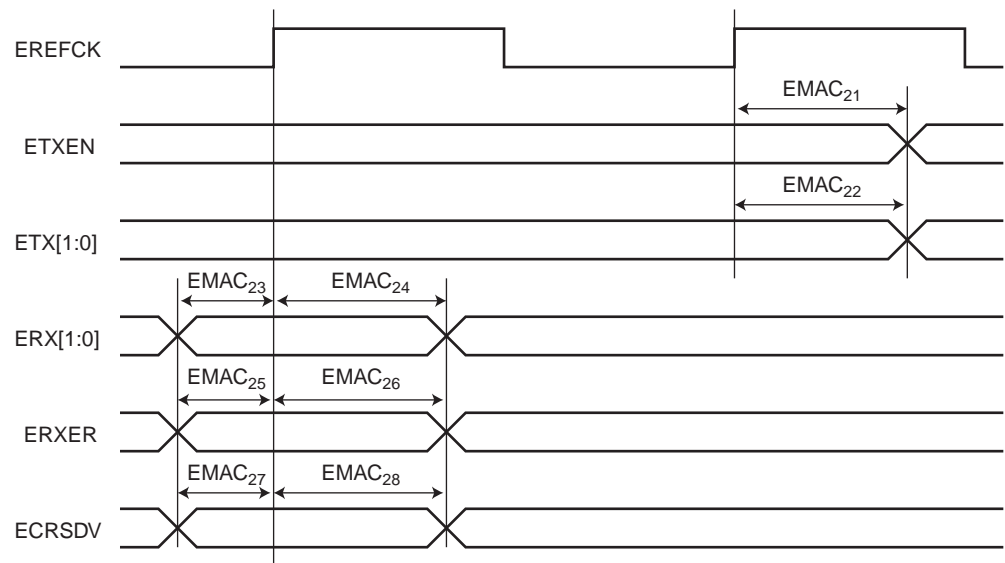 EREFCK
EMAC21
ETXEN
EMAC22
ETX[1:0]
EMAC23 EMAC24
ERX[1:0]
EMAC25 EMAC26
ERXER
EMAC27 EMAC28
ECRSDV